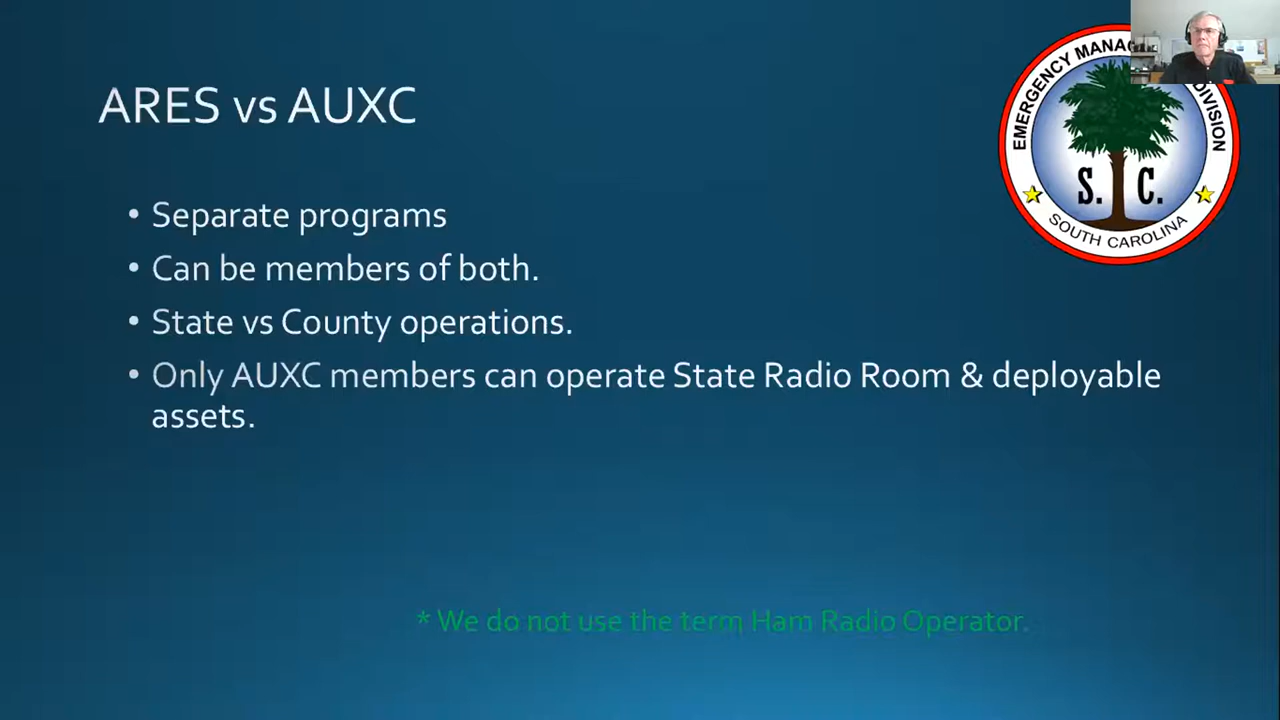 ARES vs AUXC
• Separate programs
• Can be members of both.
• State vs County operations.
• Only AUXC members can operate State Radio Room & deployable
assets.
* We do not use the term Ham Radio Operator.
EMERGENCY DIVISION
S. C.
SOUTH CAROLINA